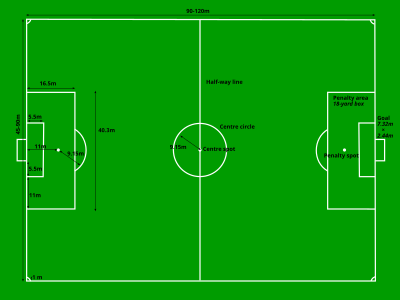 90-120m
16.5m
Half-way line
Penalty area
18-yard box
45-90m
5.5m
40.3m
Centre circle
Goal
7.32m
×
2.44m
11m
9.15m
9.15m
Centre spot
Penalty spot
5.5m
11m
1 m